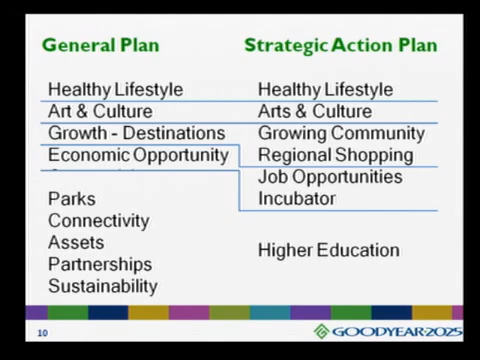 General Plan
Healthy Lifestyle
Art & Culture
Growth - Destinations
Economic Opportunity
Parks
Connectivity
Assets
Partnerships
Sustainability
Strategic Action Plan
Healthy Lifestyle
Arts & Culture
Growing Community
Regional Shopping
Job Opportunities
Incubator
Higher Education
10
GOODYEAR·2025